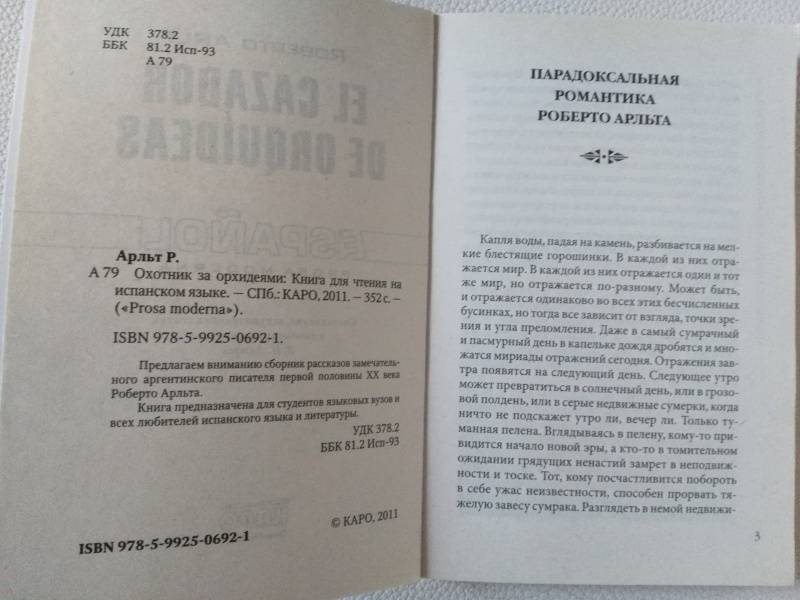 УДК 378.2
ББК 81.2 Исп-93
А 79
Арльт Р.
А 79 Охотник за орхидеями: Книга для чтения на
испанском языке. — СПб.: КАРО, 2011. — 352 с. —
(«Prosa moderna»).
ISBN 978-5-9925-0692-1.
Предлагаем вниманию сборник рассказов замечатель-
ного аргентинского писателя первой половины XX века
Роберто Арльта.
Книга предназначена для студентов языковых вузов и
всех любителей испанского языка и литературы.
УДК 378.2
ББК 81.2 Исп-93
© КАРО, 2011
ISBN 978-5-9925-0692-1
ПАРАДОКСАЛЬНАЯ
РОМАНТИКА
РОБЕРТО АРЛЬТА
Капля воды, падая на камень, разбивается на мел-
кие блестящие горошинки. В каждой из них отра-
жается мир. В каждой из них отражается один и тот
же мир, но отражается по-разному. Может быть,
и отражается одинаково во всех этих бесчисленных
бусинках, но тогда все зависит от взгляда, точки зре-
ния и угла преломления. Даже в самый сумрачный
и пасмурный день в капельке дождя дробятся и мно-
жатся мириады отражений сегодня. Отражения зав-
тра появятся на следующий день. Следующее утро
может превратиться в солнечный день, или в грозо-
вой полдень, или в серые недвижные сумерки, когда
ничто не подскажет утро ли, вечер ли. Только ту-
манная пелена. Вглядываясь в пелену, кому-то при-
видится начало новой эры, а кто-то в томительном
ожидании грядущих ненастий замрет в неподвиж-
ности и тоске. Тот, кому посчастливится побороть
в себе ужас неизвестности, способен прорвать тя-
желую завесу сумрака. Разглядеть в немой недвижи-
3
EL CAZADOR
DE ORQUÍDEAS
ESPAÑOL